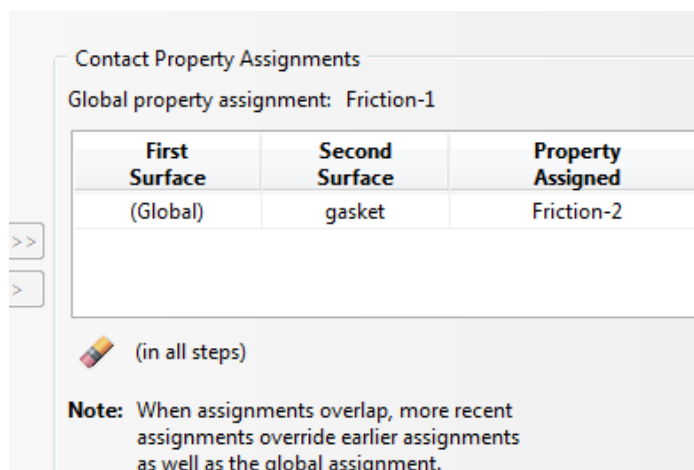 Contact Property Assignments
Global property assignment: Friction-1
First Surface Second Surface Property Assigned
(Global) gasket Friction-2
>>
>
(in all steps)
Note: When assignments overlap, more recent
assignments override earlier assignments
as well as the global assignment.